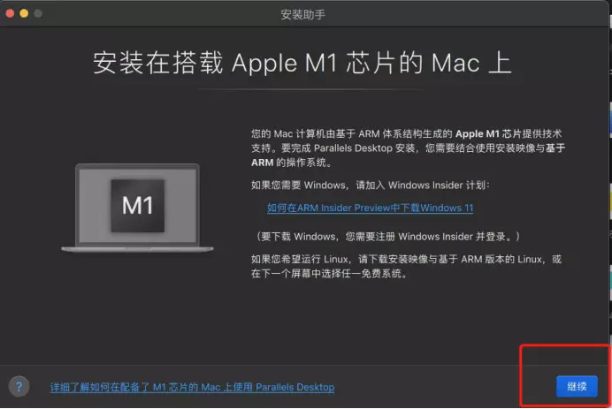 安装助手
安装在搭载 Apple M1 芯片的 Mac 上
您的 Mac 计算机由基于 ARM 体系结构生成的 Apple M1 芯片提供技术
支持。要完成 Parallels Desktop 安装，您需要结合使用安装映像与基于
ARM 的操作系统。
如果您需要 Windows，请加入 Windows Insider 计划：
如何在ARM Insider Preview中下载Windows 11
（要下载 Windows，您需要注册 Windows Insider 并登录。）
如果您希望运行 Linux，请下载安装映像与基于 ARM 版本的 Linux，或
在下一个屏幕中选择任一免费系统。
M1
? 详细了解如何在配备了 M1 芯片的 Mac 上使用 Parallels Desktop
继续